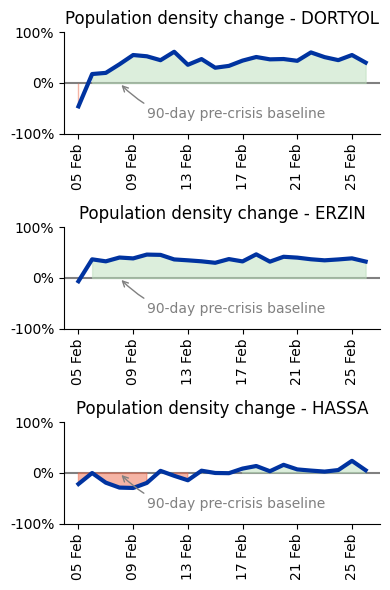 Population density change - DORTYOL
100%
0%
-100%
90-day pre-crisis baseline
05 Feb
09 Feb
13 Feb
17 Feb
21 Feb
25 Feb
Population density change - ERZIN
100%
0%
-100%
90-day pre-crisis baseline
05 Feb
09 Feb
13 Feb
17 Feb
21 Feb
25 Feb
Population density change - HASSA
100%
0%
-100%
90-day pre-crisis baseline
05 Feb
09 Feb
13 Feb
17 Feb
21 Feb
25 Feb